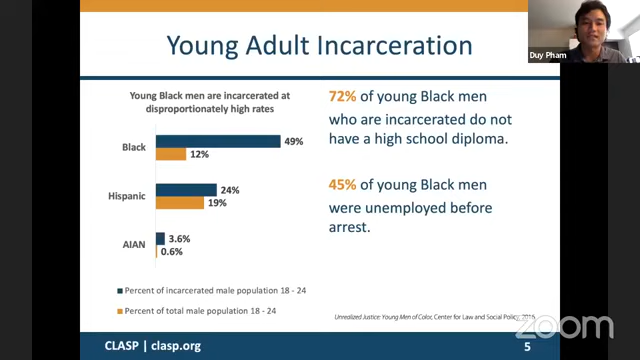 Young Adult Incarceration
Duy Pham
Young Black men are incarcerated at
disproportionately high rates
Black
49%
12%
Hispanic
24%
19%
AIAN
3.6%
0.6%
Percent of incarcerated male population 18 - 24
Percent of total male population 18 - 24
72% of young Black men
who are incarcerated do not
have a high school diploma.
45% of young Black men
were unemployed before
arrest.
Unrealized Justice: Young Men of Color, Center for Law and Social Policy, 2016
zoom
CLASP | clasp.org
5